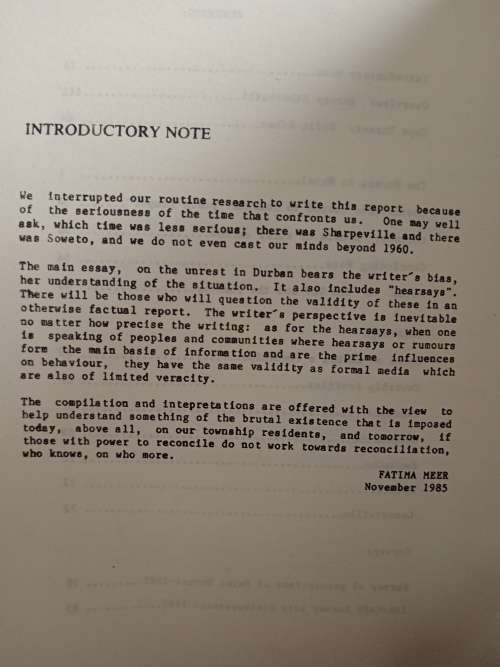 INTRODUCTORY NOTE
We interrupted our routine research to write this report because
of the seriousness of the time that confronts us. One may well
ask, which time was less serious; there was Sharpeville and there
was Soweto, and we do not even cast our minds beyond 1960.
The main essay, on the unrest in Durban bears the writer's bias,
her understanding of the situation. It also includes "hearsays".
There will be those who will question the validity of these in an
otherwise factual report. The writer's perspective is inevitable
no matter how precise the writing: as for the hearsays, when one
is speaking of peoples and communities where hearsays or rumours
form the main basis of information and are the prime influences
on behaviour, they have the same validity as formal media which
are also of limited veracity.
The compilation and intepretations are offered with the view to
help understand something of the brutal existence that is imposed
today, above all, on our township residents, and tomorrow, if
those with power to reconcile do not work towards reconciliation,
who knows, on who more.
FATIMA MEER
November 1985